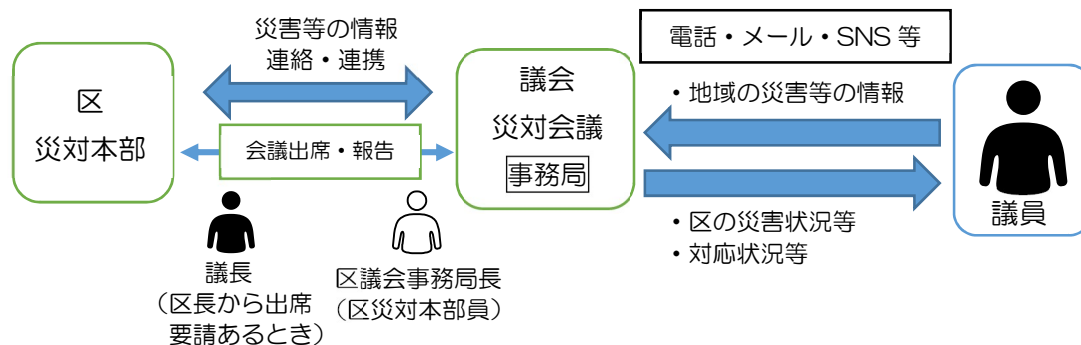 区
災対本部
災害等の情報
連絡・連携
会議出席・報告
議長
（区長から出席
要請あるとき）
区議会事務局長
（区災対本部員）
議会
災対会議
事務局
電話・メール・SNS 等
・地域の災害等の情報
・区の災害状況等
・対応状況等
議員